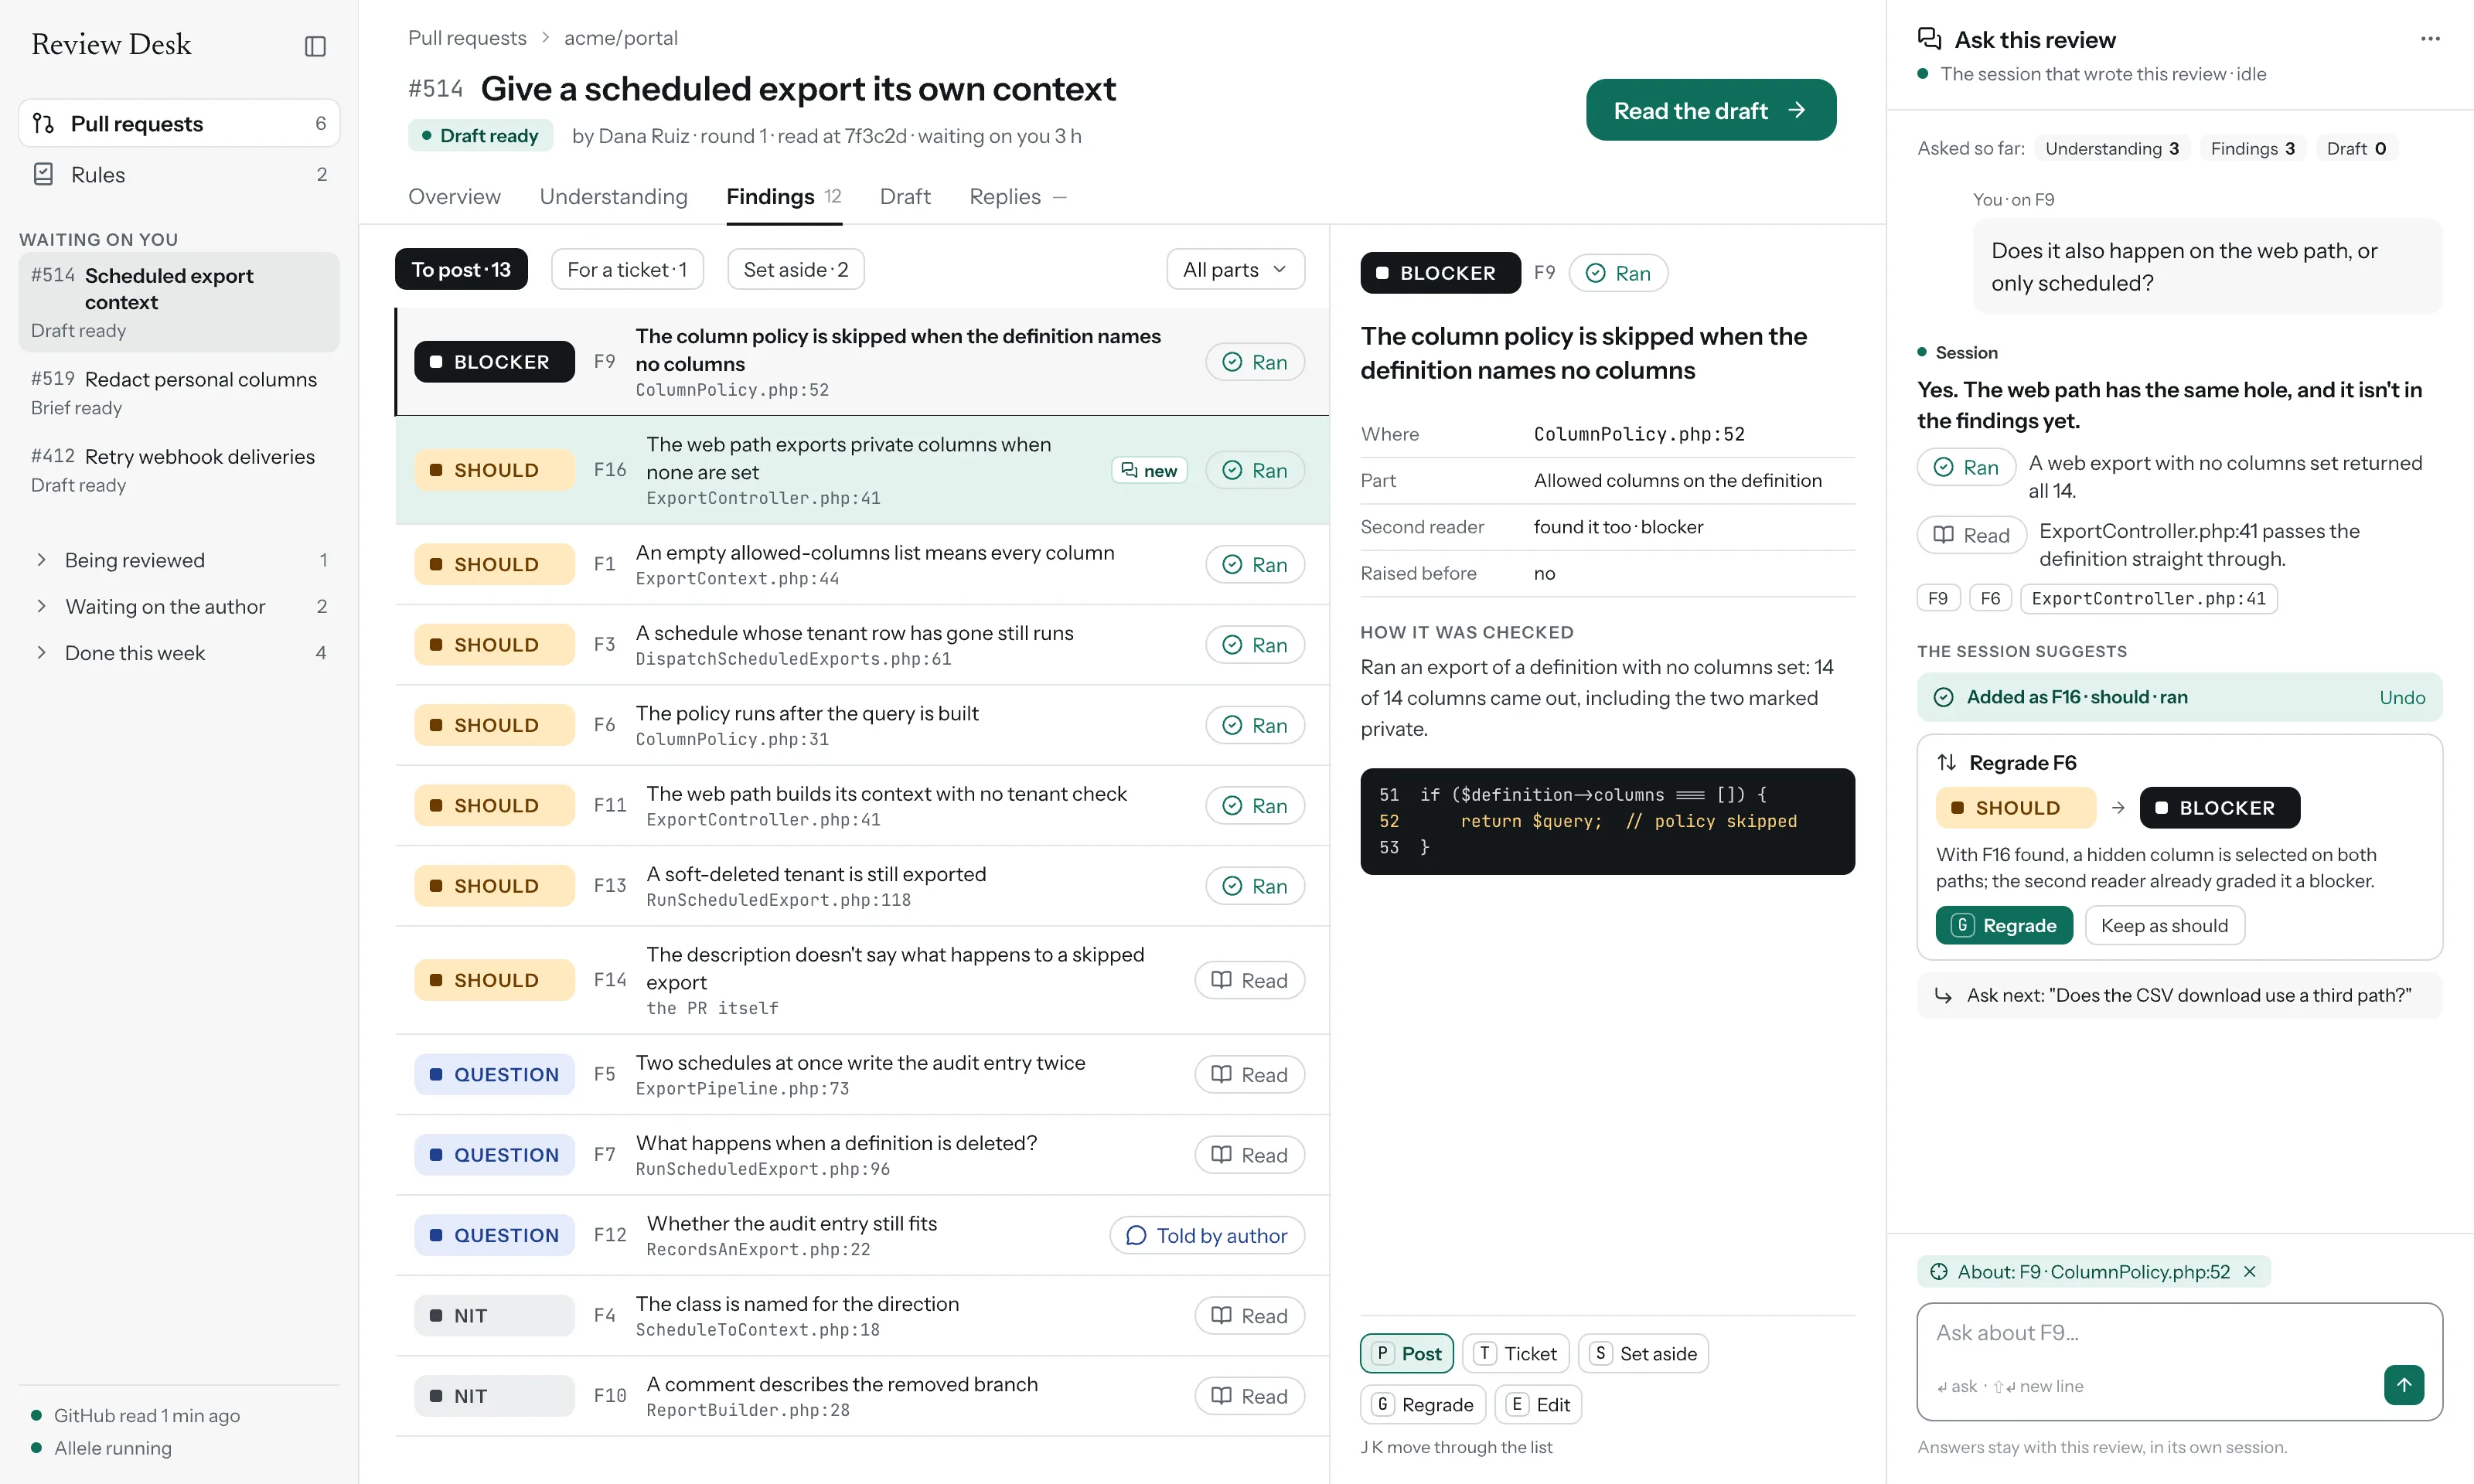 Review Desk
Pull requests 6
Rules 2
WAITING ON YOU
#514 Scheduled export
context
Draft ready
#519 Redact personal columns
Brief ready
#412 Retry webhook deliveries
Draft ready
Being reviewed 1
Waiting on the author 2
Done this week 4
GitHub read 1 min ago
Allele running
Pull requests > acme/portal
#514 Give a scheduled export its own context
Draft ready by Dana Ruiz · round 1 · read at 7f3c2d · waiting on you 3 h
Read the draft →
Overview Understanding Findings 12 Draft Replies —
To post · 13 For a ticket · 1 Set aside · 2 All parts
BLOCKER F9 The column policy is skipped when the definition names
no columns
ColumnPolicy.php:52
Ran
SHOULD F16 The web path exports private columns when
none are set
ExportController.php:41
new Ran
SHOULD F1 An empty allowed-columns list means every column
ExportContext.php:44
Ran
SHOULD F3 A schedule whose tenant row has gone still runs
DispatchScheduledExports.php:61
Ran
SHOULD F6 The policy runs after the query is built
ColumnPolicy.php:31
Ran
SHOULD F11 The web path builds its context with no tenant check
ExportController.php:41
Ran
SHOULD F13 A soft-deleted tenant is still exported
RunScheduledExport.php:118
Ran
SHOULD F14 The description doesn't say what happens to a skipped
export
the PR itself
Read
QUESTION F5 Two schedules at once write the audit entry twice
ExportPipeline.php:73
Read
QUESTION F7 What happens when a definition is deleted?
RunScheduledExport.php:96
Read
QUESTION F12 Whether the audit entry still fits
RecordsAnExport.php:22
Told by author
NIT F4 The class is named for the direction
ScheduleToContext.php:18
Read
NIT F10 A comment describes the removed branch
ReportBuilder.php:28
Read
BLOCKER F9 Ran
The column policy is skipped when the
definition names no columns
Where ColumnPolicy.php:52
Part Allowed columns on the definition
Second reader found it too · blocker
Raised before no
HOW IT WAS CHECKED
Ran an export of a definition with no columns set: 14
of 14 columns came out, including the two marked
private.
51 if ($definition->columns === []) {
52 return $query; // policy skipped
53 }
P Post T Ticket S Set aside
G Regrade E Edit
J K move through the list
Ask this review
The session that wrote this review · idle
Asked so far: Understanding 3 Findings 3 Draft 0
You · on F9
Does it also happen on the web path, or
only scheduled?
Session
Yes. The web path has the same hole, and it isn't in
the findings yet.
Ran A web export with no columns set returned
all 14.
Read ExportController.php:41 passes the
definition straight through.
F9 F6 ExportController.php:41
THE SESSION SUGGESTS
Added as F16 · should · ran Undo
Regrade F6
SHOULD → BLOCKER
With F16 found, a hidden column is selected on both
paths; the second reader already graded it a blocker.
G Regrade Keep as should
Ask next: "Does the CSV download use a third path?"
About: F9 · ColumnPolicy.php:52 ×
Ask about F9...
↲ ask · ⇧↲ new line
Answers stay with this review, in its own session.